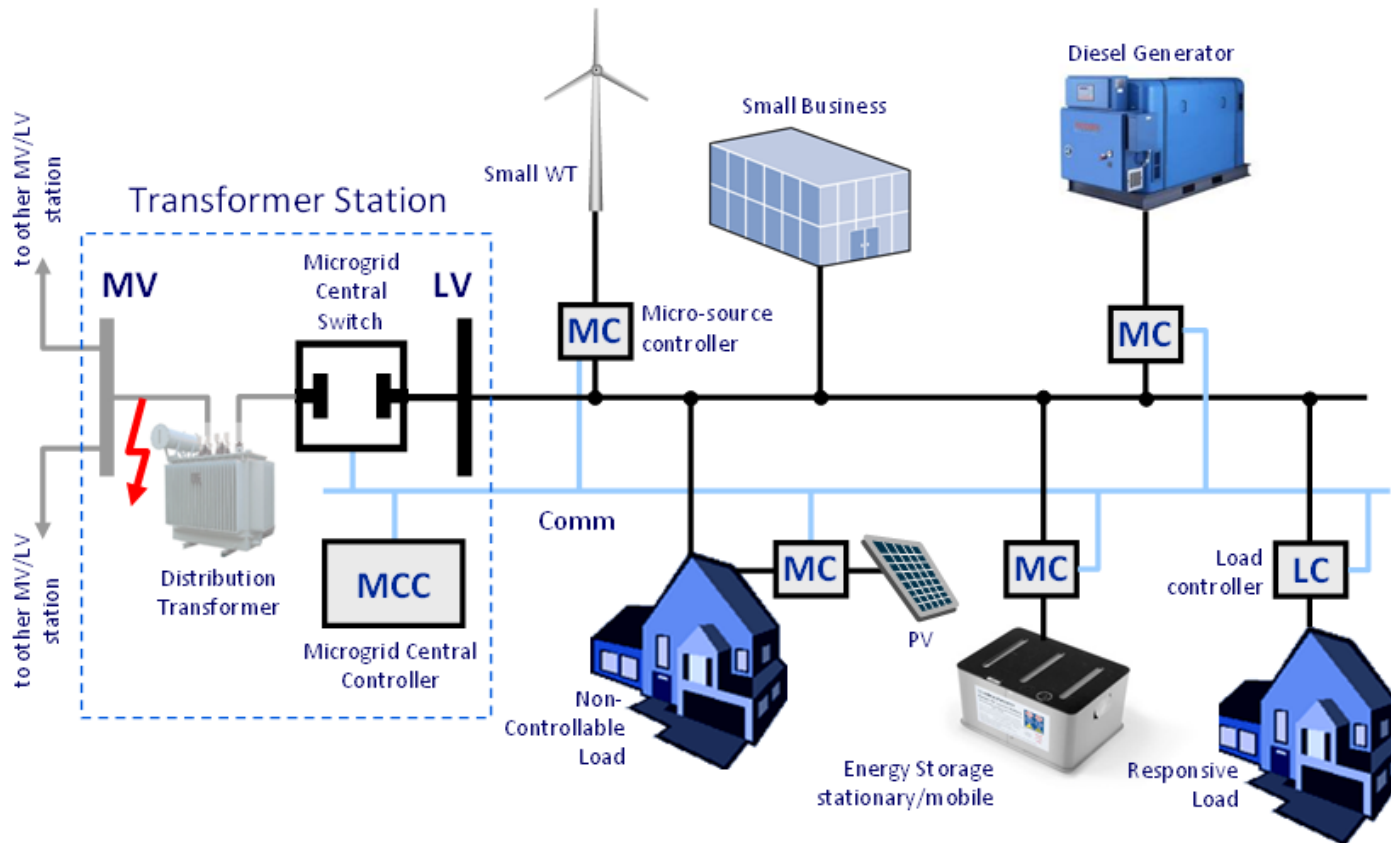 Diesel Generator
Small Business
Small WT
to other MV/LV
station
Transformer Station
Microgrid
Central
Switch
MV
LV
MC
Micro-source
controller
MC
Comm
to other MV/LV
station
Distribution
Transformer
MCC
Microgrid Central
Controller
MC
PV
MC
Load
controller
LC
Non-
Controllable
Load
Energy Storage
stationary/mobile
Responsive
Load